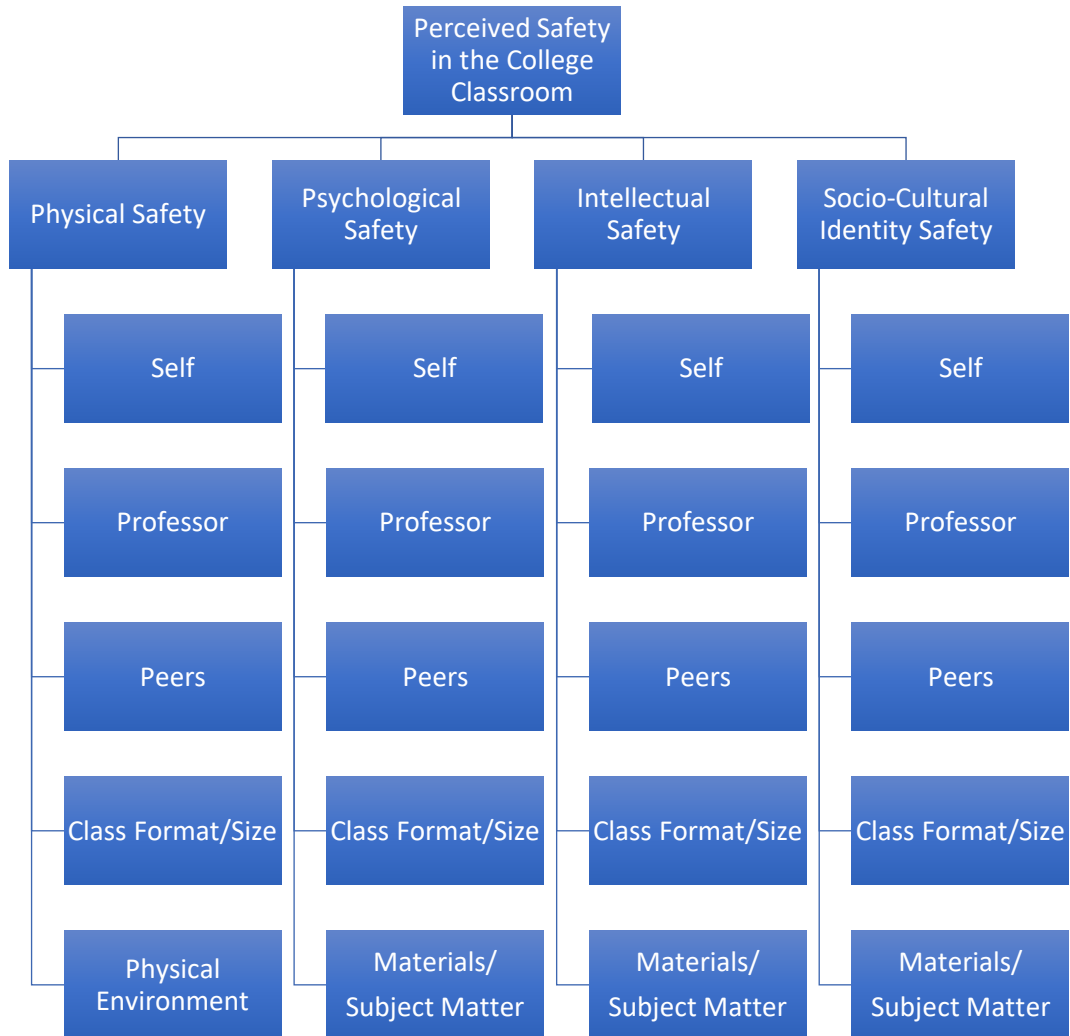 Perceived Safety
in the College
Classroom
Physical Safety
Psychological
Safety
Intellectual
Safety
Socio-Cultural
Identity Safety
Self
Self
Self
Self
Professor
Professor
Professor
Professor
Peers
Peers
Peers
Peers
Class Format/Size
Class Format/Size
Class Format/Size
Class Format/Size
Physical
Environment
Materials/
Subject Matter
Materials/
Subject Matter
Materials/
Subject Matter